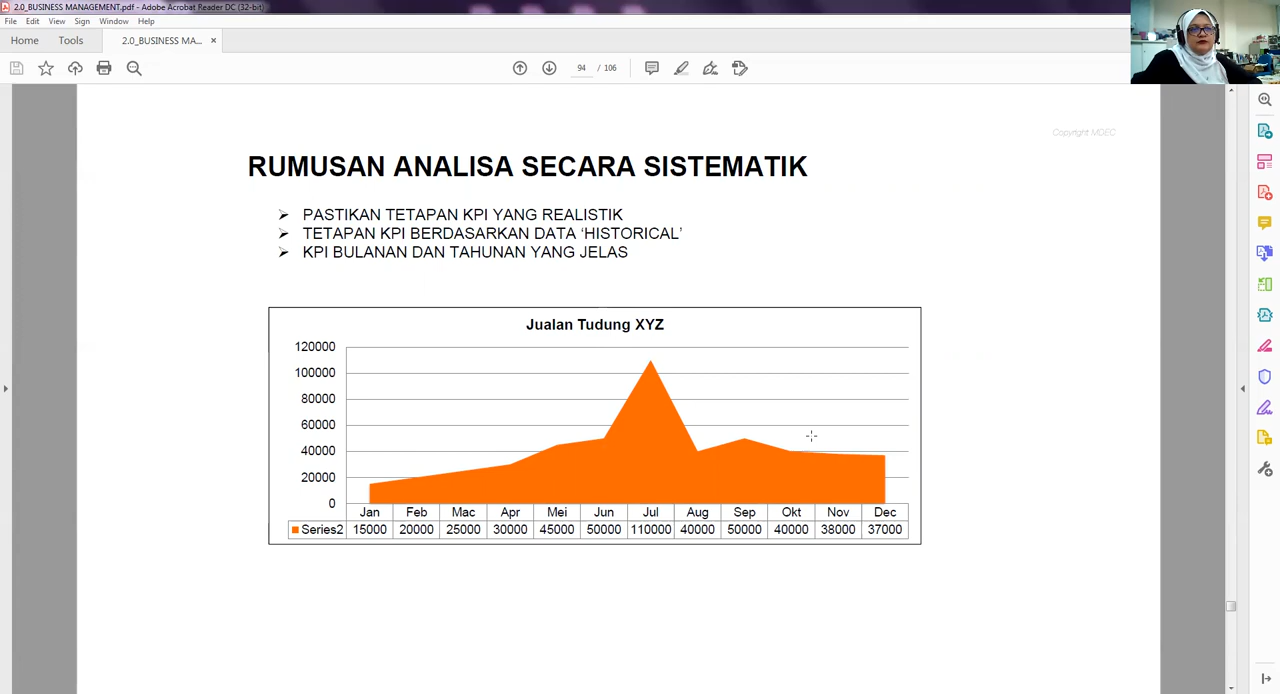 2.0_BUSINESS MANAGEMENT.pdf - Adobe Acrobat Reader DC (32-bit)
File Edit View Sign Window Help
Home Tools 2.0_BUSINESS MA... ×
94 / 106
Copyright MDEC
RUMUSAN ANALISA SECARA SISTEMATIK
➢ PASTIKAN TETAPAN KPI YANG REALISTIK
➢ TETAPAN KPI BERDASARKAN DATA ‘HISTORICAL’
➢ KPI BULANAN DAN TAHUNAN YANG JELAS
Jualan Tudung XYZ
120000
100000
80000
60000
40000
20000
0
Jan Feb Mac Apr Mei Jun Jul Aug Sep Okt Nov Dec
Series2 15000 20000 25000 30000 45000 50000 110000 40000 50000 40000 38000 37000